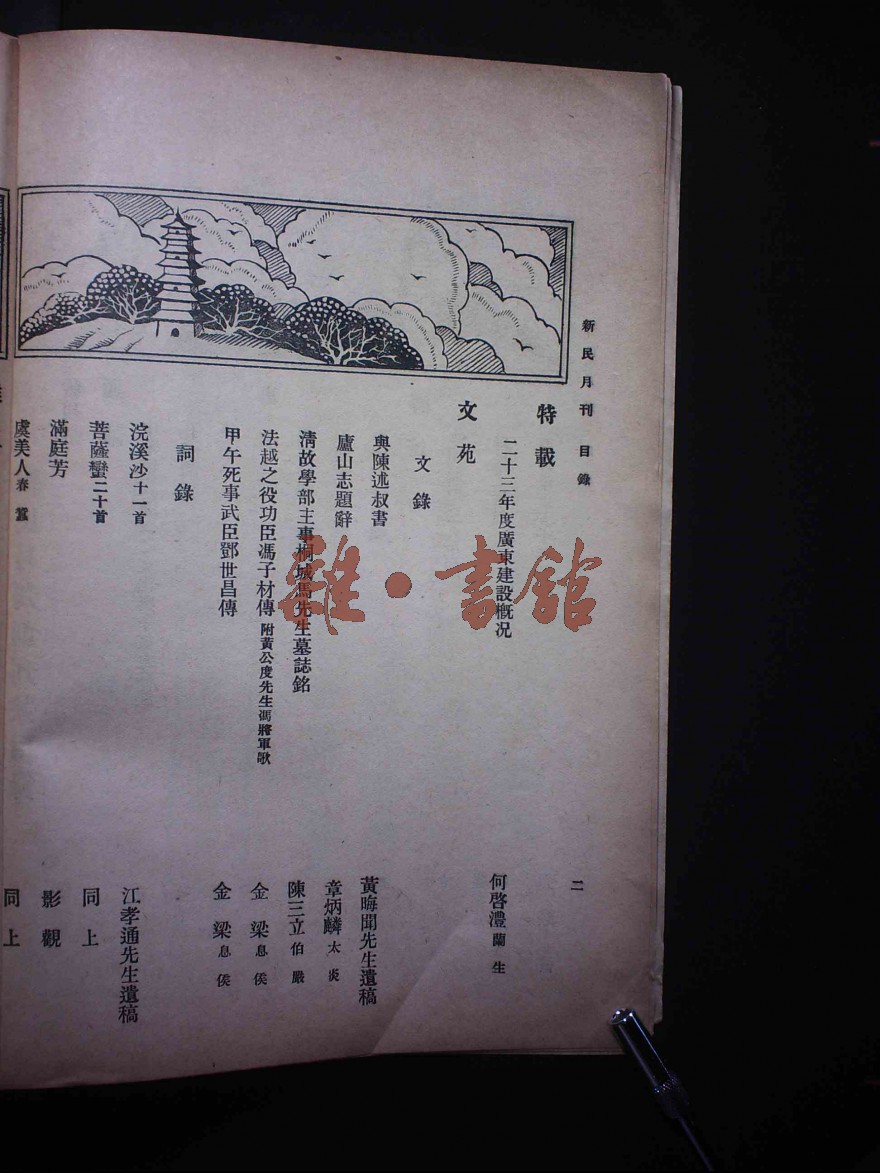 新民月刊 目錄
二
特載
二十三年度廣東建設概況
何啓澧 蘭生
文苑
文錄
與陳述叔書
黃晦聞先生遺稿
廬山志題辭
章炳麟 太炎
清故學部主事桐城馬先生墓誌銘
陳三立 伯嚴
法越之役功臣馮子材傳 附黃公度先生馮將軍歌
金梁 息侯
甲午死事武臣鄧世昌傳
金梁 息侯
詞錄
浣溪沙 十一首
江孝通先生遺稿
菩薩蠻 二十首
同上
滿庭芳
影觀
虞美人 春蠶
同上
雜·書館